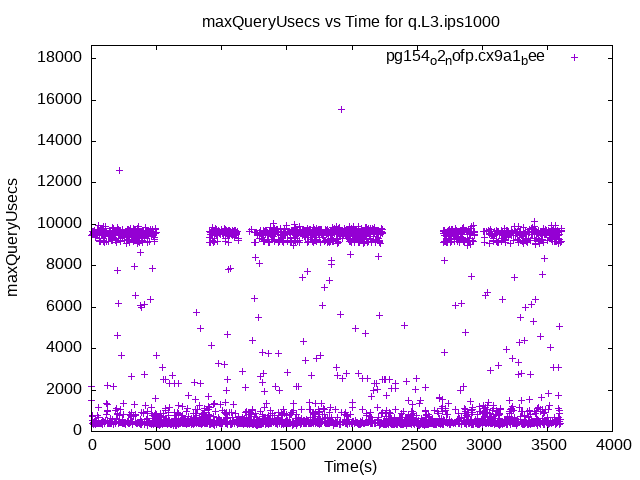 maxQueryUsecs vs Time for q.L3.ips1000
pg154o2nofp.cx9a1bee
18000
16000
14000
12000
10000
8000
6000
4000
2000
0
maxQueryUsecs
0 500 1000 1500 2000 2500 3000 3500 4000
Time(s)